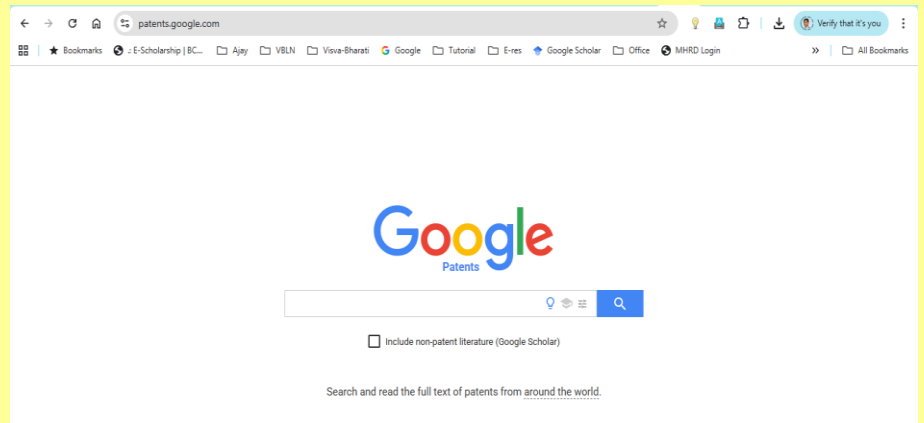 patents.google.com Verify that it's you
Bookmarks .: E-Scholarship | BC... Ajay VBLN Visva-Bharati Google Tutorial E-res Google Scholar Office MHRD Login » All Bookmarks
Google
Patents
Include non-patent literature (Google Scholar)
Search and read the full text of patents from around the world.